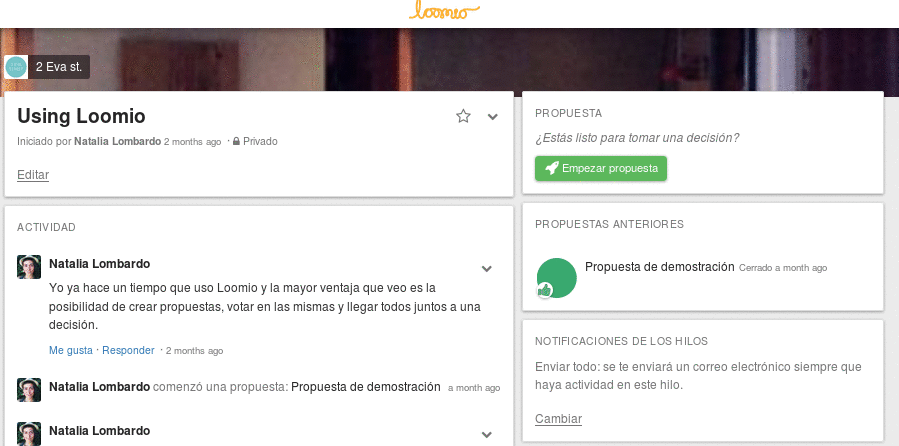 loomio
2 Eva st.
Using Loomio
Iniciado por Natalia Lombardo 2 months ago · Privado
Editar
ACTIVIDAD
Natalia Lombardo
Yo ya hace un tiempo que uso Loomio y la mayor ventaja que veo es la
posibilidad de crear propuestas, votar en las mismas y llegar todos juntos a una
decisión.
Me gusta · Responder · 2 months ago
Natalia Lombardo comenzó una propuesta: Propuesta de demostración a month ago
Natalia Lombardo
PROPUESTA
¿Estás listo para tomar una decisión?
Empezar propuesta
PROPUESTAS ANTERIORES
Propuesta de demostración Cerrado a month ago
NOTIFICACIONES DE LOS HILOS
Enviar todo: se te enviará un correo electrónico siempre que
haya actividad en este hilo.
Cambiar